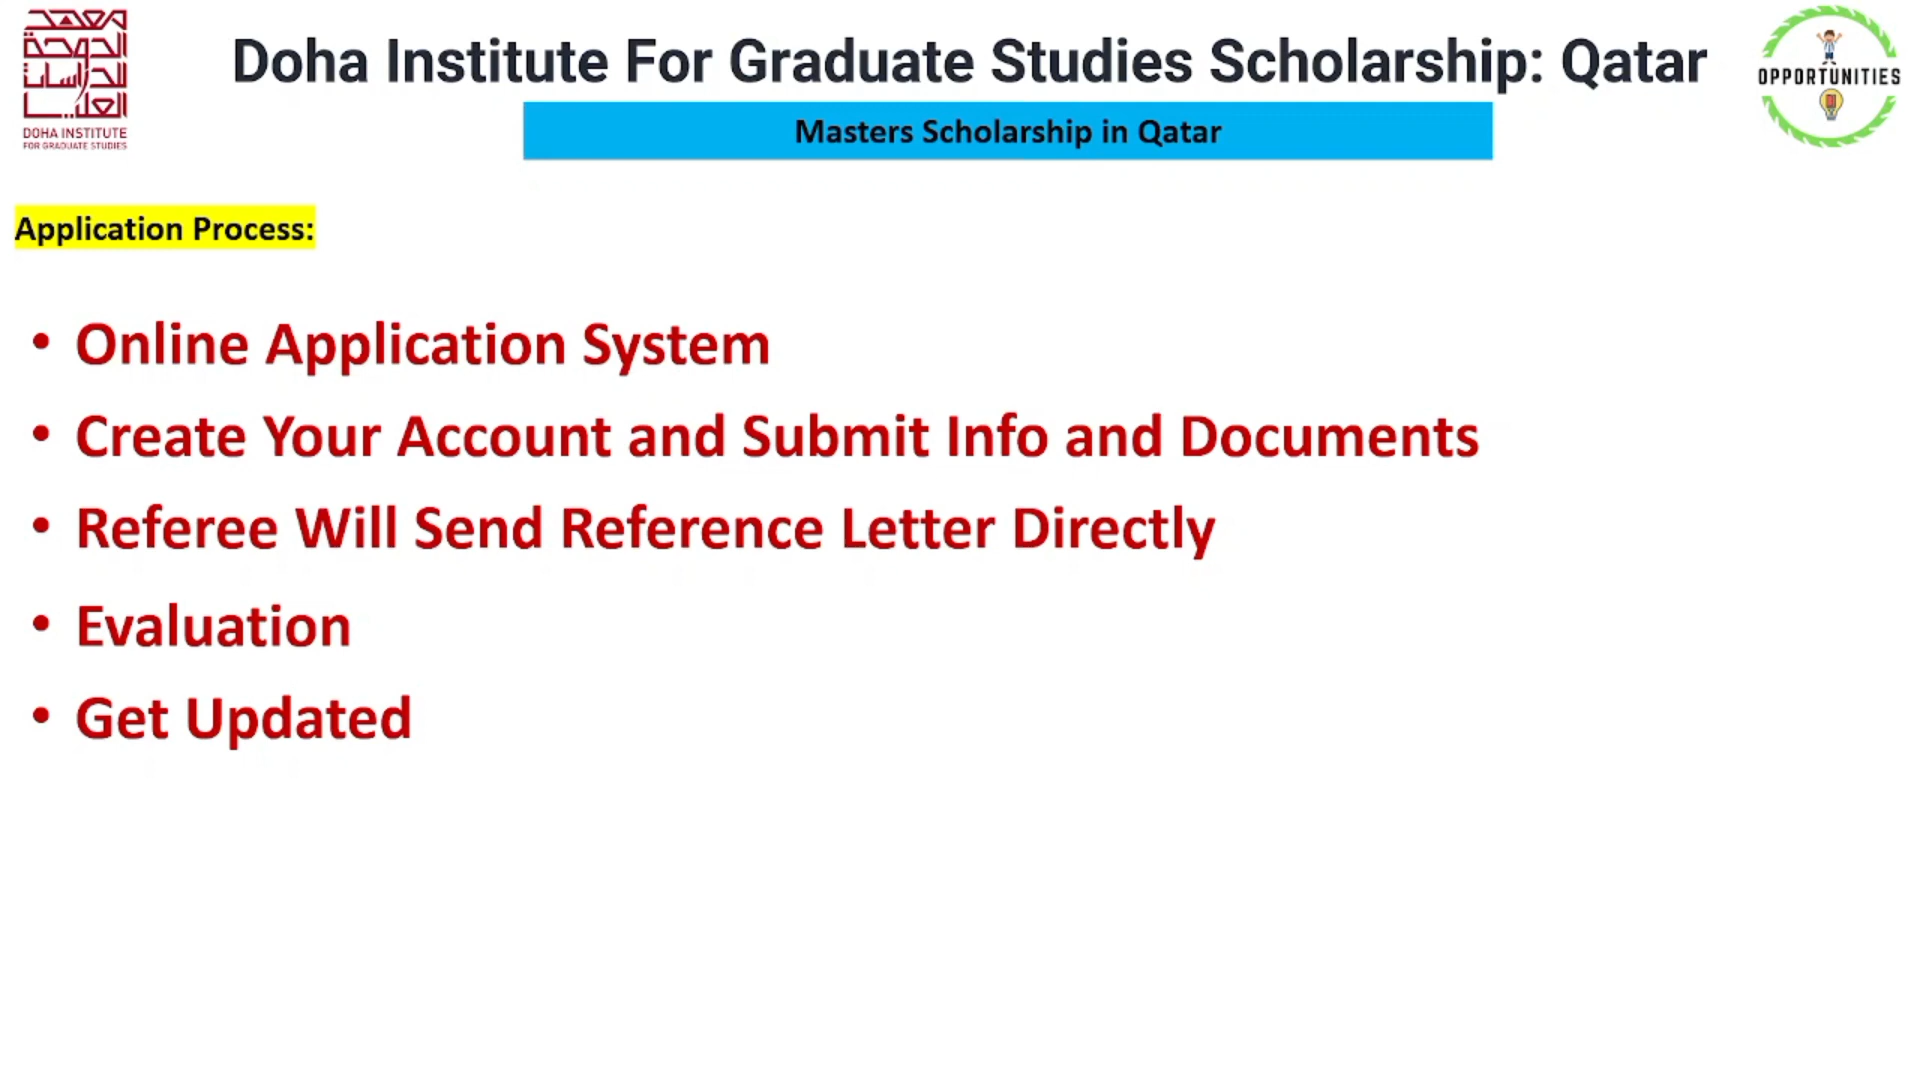 معهد
الدوحة
للدراسات
العليا
DOHA INSTITUTE
FOR GRADUATE STUDIES
Doha Institute For Graduate Studies Scholarship: Qatar
Masters Scholarship in Qatar
OPPORTUNITIES
Application Process:
• Online Application System
• Create Your Account and Submit Info and Documents
• Referee Will Send Reference Letter Directly
• Evaluation
• Get Updated